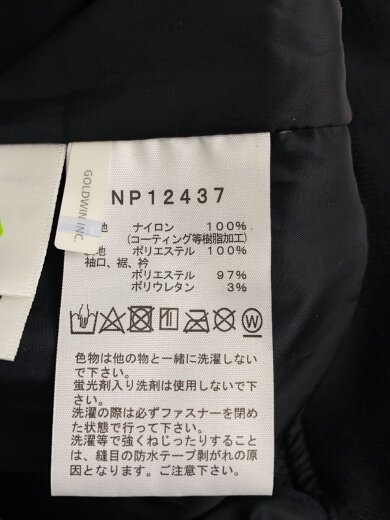 GOLDWIN INC.
NP12437
地 ナイロン 100%
(コーティング等樹脂加工)
地 ポリエステル 100%
袖口、裾、衿
ポリエステル 97%
ポリウレタン 3%
色物は他の物と一緒に洗濯しない
で下さい。
蛍光剤入り洗剤は使用しないで下
さい。
洗濯の際は必ずファスナーを閉め
た状態で行って下さい。
洗濯等で強くねじったりすること
は、縫目の防水テープ剥がれの原
因となります。ご注意下さい。